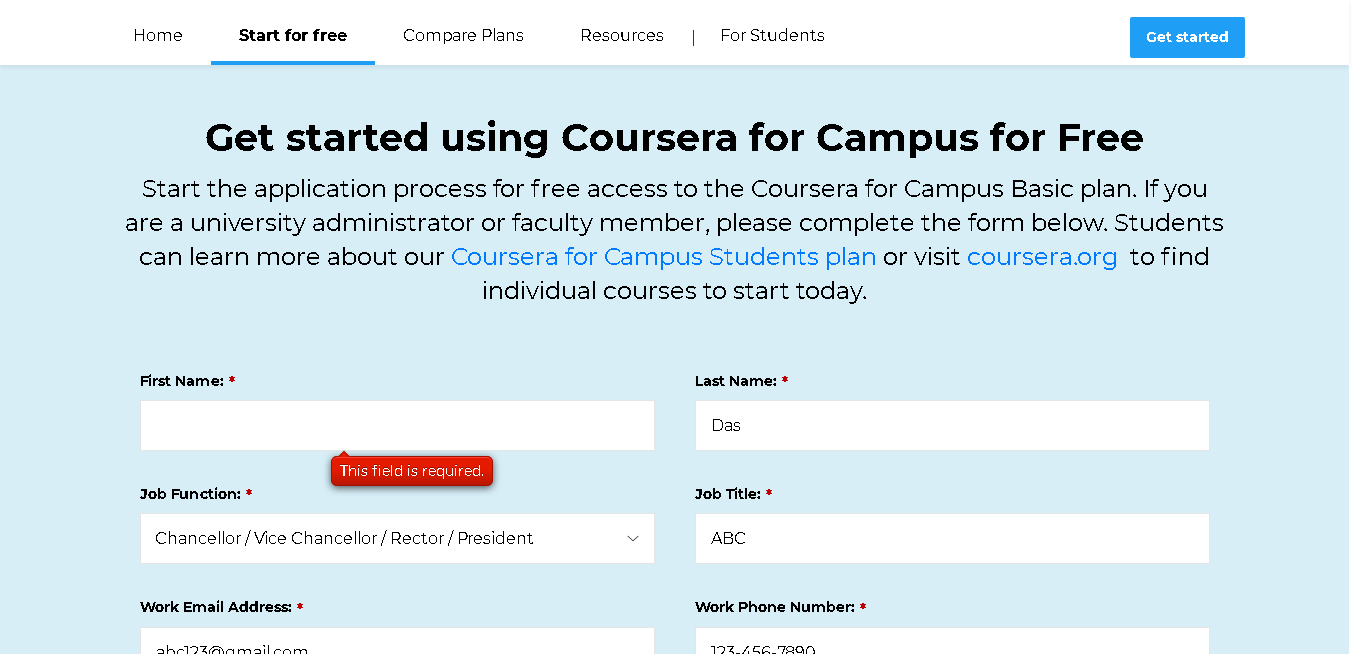 Home Start for free Compare Plans Resources | For Students Get started
Get started using Coursera for Campus for Free
Start the application process for free access to the Coursera for Campus Basic plan. If you
are a university administrator or faculty member, please complete the form below. Students
can learn more about our Coursera for Campus Students plan or visit coursera.org to find
individual courses to start today.
First Name: * Last Name: *
Das
This field is required.
Job Function: * Job Title: *
Chancellor / Vice Chancellor / Rector / President ABC
Work Email Address: * Work Phone Number: *
abc123@gmail.com 123-456-7890